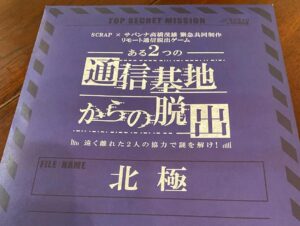 TOP SECRET MISSION
SCRAP × サバンナ高橋茂雄 緊急共同制作
リモート通信脱出ゲーム
ある2つの
通信基地
からの脱出
遠く離れた2人の協力で謎を解け!
FILE NAME
北極